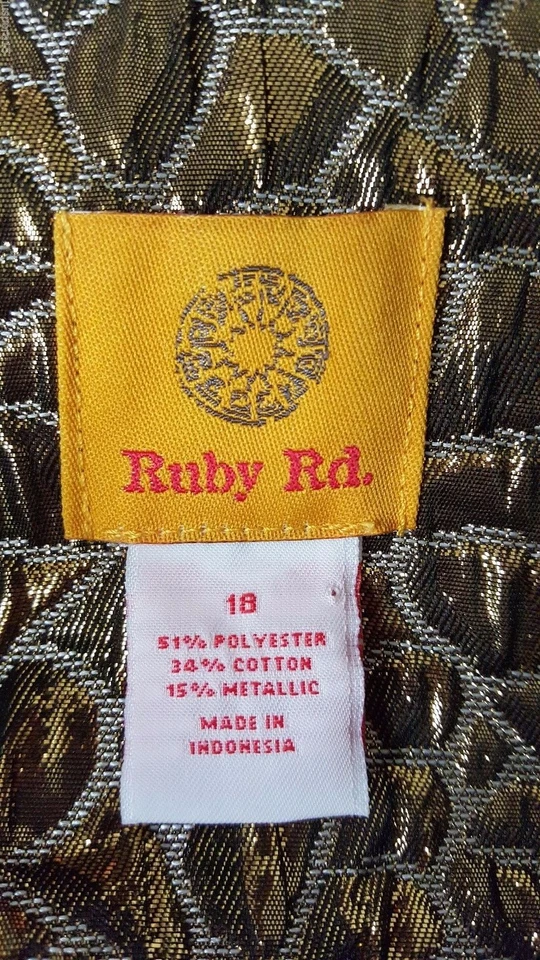 Ruby Rd.
18
51% POLYESTER
34% COTTON
15% METALLIC
MADE IN
INDONESIA